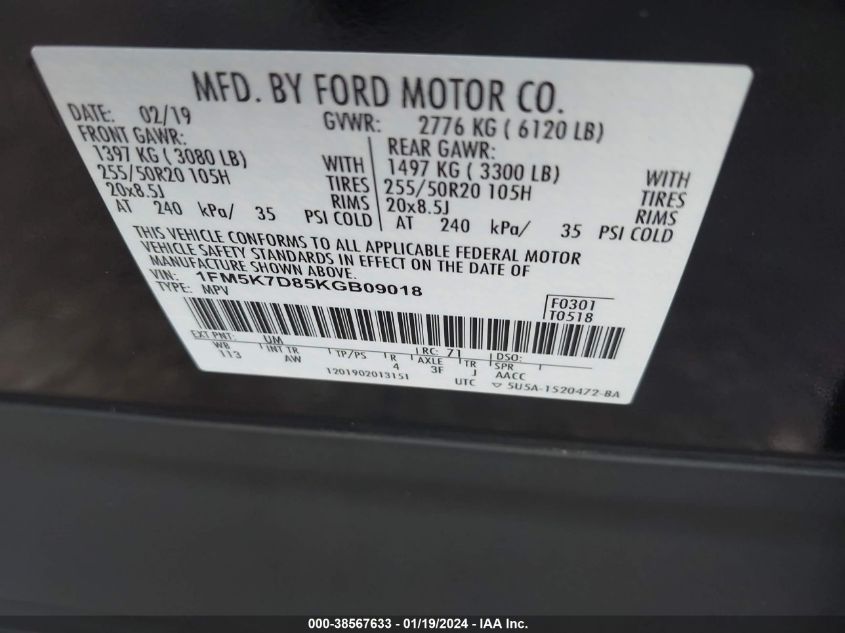 MFD. BY FORD MOTOR CO.
DATE: 02/19 GVWR: 2776 KG ( 6120 LB)
FRONT GAWR: REAR GAWR:
1397 KG ( 3080 LB) WITH 1497 KG ( 3300 LB) WITH
255/50R20 105H TIRES 255/50R20 105H TIRES
20x8.5J RIMS 20x8.5J RIMS
AT 240 kPa/ 35 PSI COLD AT 240 kPa/ 35 PSI COLD
THIS VEHICLE CONFORMS TO ALL APPLICABLE FEDERAL MOTOR
VEHICLE SAFETY STANDARDS IN EFFECT ON THE DATE OF
MANUFACTURE SHOWN ABOVE.
VIN: 1FM5K7D85KGB09018
TYPE: MPV
F0301
T0518
EXT PNT: UM RC: 71 DSO:
WB INT TR TP/PS R AXLE TR SPR
113 AW 4 3F J AACC
1201902013151 UTC ▽ 5U5A-1520472-BA
000-38567633 - 01/19/2024 - IAA Inc.